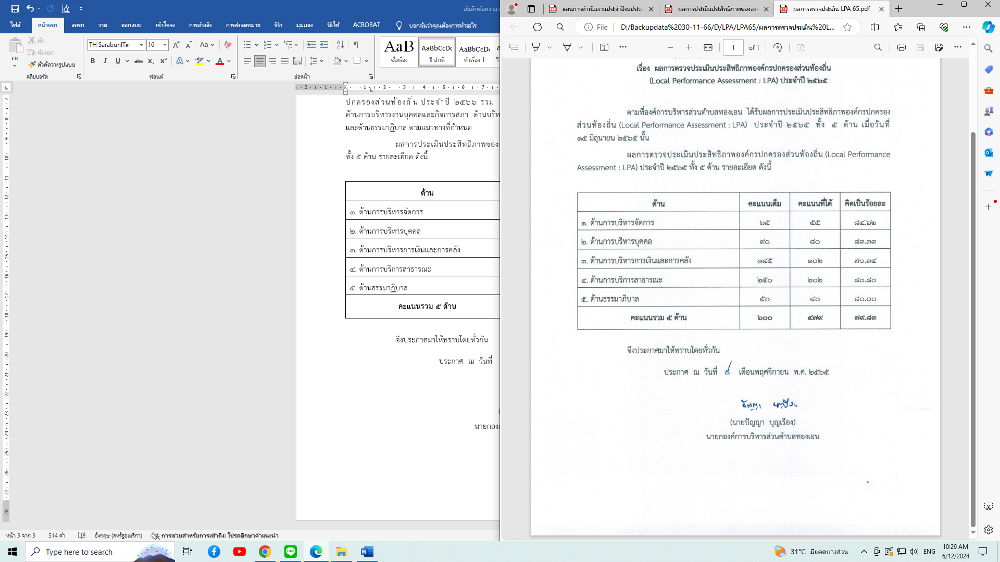 บันทึกข้อความ.
ไฟล์
หน้าแรก
แทรก
วาด
ออกแบบ
เค้าโครง
การอ้างอิง
การส่งจดหมาย
รีวิว
มุมมอง
วิธีใช้
ACROBAT
บอกฉันว่าคุณต้องการทำอะไร
วาง
ตัด
คัดลอก
ตัวคัดวางรูปแบบ
คลิปบอร์ด
TH SarabunIT๙
16
ฟอนต์
ย่อหน้า
AaB
ชื่อเรื่อง
AaBbCcDc
¶ ปกติ
AaBbCcDc
หัวเรื่อง 1
ปกครองส่วนท้องถิ่น ประจำปี ๒๕๖๖ รวม
ด้านการบริหารงานบุคคลและกิจการสภา ด้านบริห
และด้านธรรมาภิบาล ตามแนวทางที่กำหนด
ผลการประเมินประสิทธิภาพของ
ทั้ง ๕ ด้าน รายละเอียด ดังนี้
ด้าน
๑. ด้านการบริหารจัดการ
๒. ด้านการบริหารบุคคล
๓. ด้านการบริหารการเงินและการคลัง
๔. ด้านการบริการสาธารณะ
๕. ด้านธรรมาภิบาล
คะแนนรวม ๕ ด้าน
จึงประกาศมาให้ทราบโดยทั่วกัน
ประกาศ ณ วันที่
นายกอง
หน้า 3 จาก 3
514 คำ
อังกฤษ (สหรัฐอเมริกา)
การช่วยสำหรับการเข้าถึง: โปรดศึกษาคำแนะนำ
แผนการดำเนินงานประจำปีงบประมา
ผลการประเมินประสิทธิภาพขององค์
ผลการตรวจประเมิน LPA 65.pdf
File
D:/Backupdata%2030-11-66/D/LPA/LPA65/ผลการตรวจประเมิน%20L...
1
of 1
เรื่อง ผลการตรวจประเมินประสิทธิภาพองค์กรปกครองส่วนท้องถิ่น
(Local Performance Assessment : LPA) ประจำปี ๒๕๖๕
ตามที่องค์การบริหารส่วนตำบลทองเอน ได้รับผลการประเมินประสิทธิภาพองค์กรปกครอง
ส่วนท้องถิ่น (Local Performance Assessment : LPA) ประจำปี ๒๕๖๕ ทั้ง ๕ ด้าน เมื่อวันที่
๑๕ มิถุนายน ๒๕๖๕ นั้น
ผลการตรวจประเมินประสิทธิภาพองค์กรปกครองส่วนท้องถิ่น (Local Performance
Assessment : LPA) ประจำปี ๒๕๖๕ ทั้ง ๕ ด้าน รายละเอียด ดังนี้
ด้าน คะแนนเต็ม คะแนนที่ได้ คิดเป็นร้อยละ
๑. ด้านการบริหารจัดการ ๖๕ ๕๕ ๘๔.๖๒
๒. ด้านการบริหารบุคคล ๙๐ ๘๐ ๘๓.๓๓
๓. ด้านการบริหารการเงินและการคลัง ๑๔๕ ๑๐๒ ๗๐.๓๔
๔. ด้านการบริการสาธารณะ ๒๕๐ ๒๐๒ ๘๐.๘๐
๕. ด้านธรรมาภิบาล ๕๐ ๔๐ ๘๐.๐๐
คะแนนรวม ๕ ด้าน ๖๐๐ ๔๗๙ ๗๙.๘๓
จึงประกาศมาให้ทราบโดยทั่วกัน
ประกาศ ณ วันที่ เดือนพฤศจิกายน พ.ศ. ๒๕๖๕
(นายปัญญา บุญเรือง)
นายกองค์การบริหารส่วนตำบลทองเอน
Type here to search
31°C มีแดดบางส่วน
ENG
10:29 AM
6/12/2024